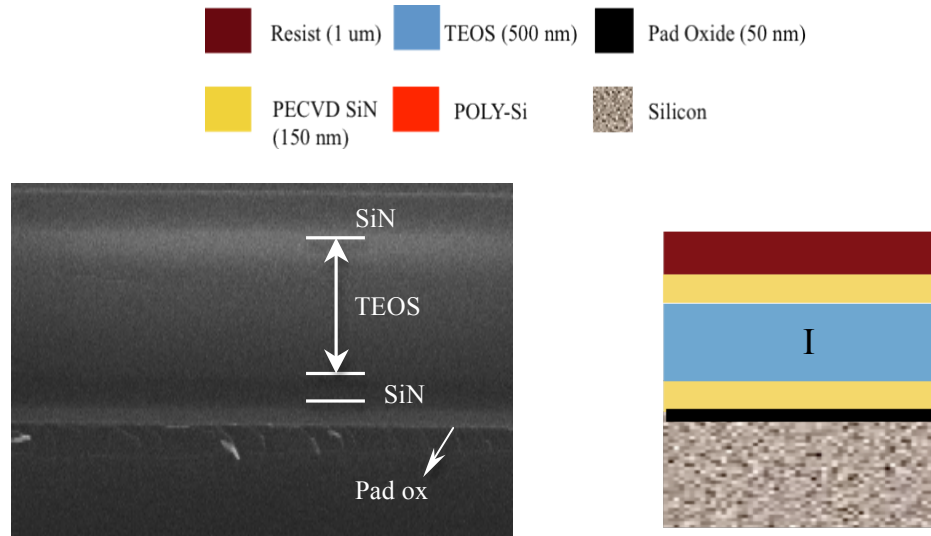 Resist (1 um)
TEOS (500 nm)
Pad Oxide (50 nm)
PECVD SiN
(150 nm)
POLY-Si
Silicon
SiN
TEOS
SiN
Pad ox
I